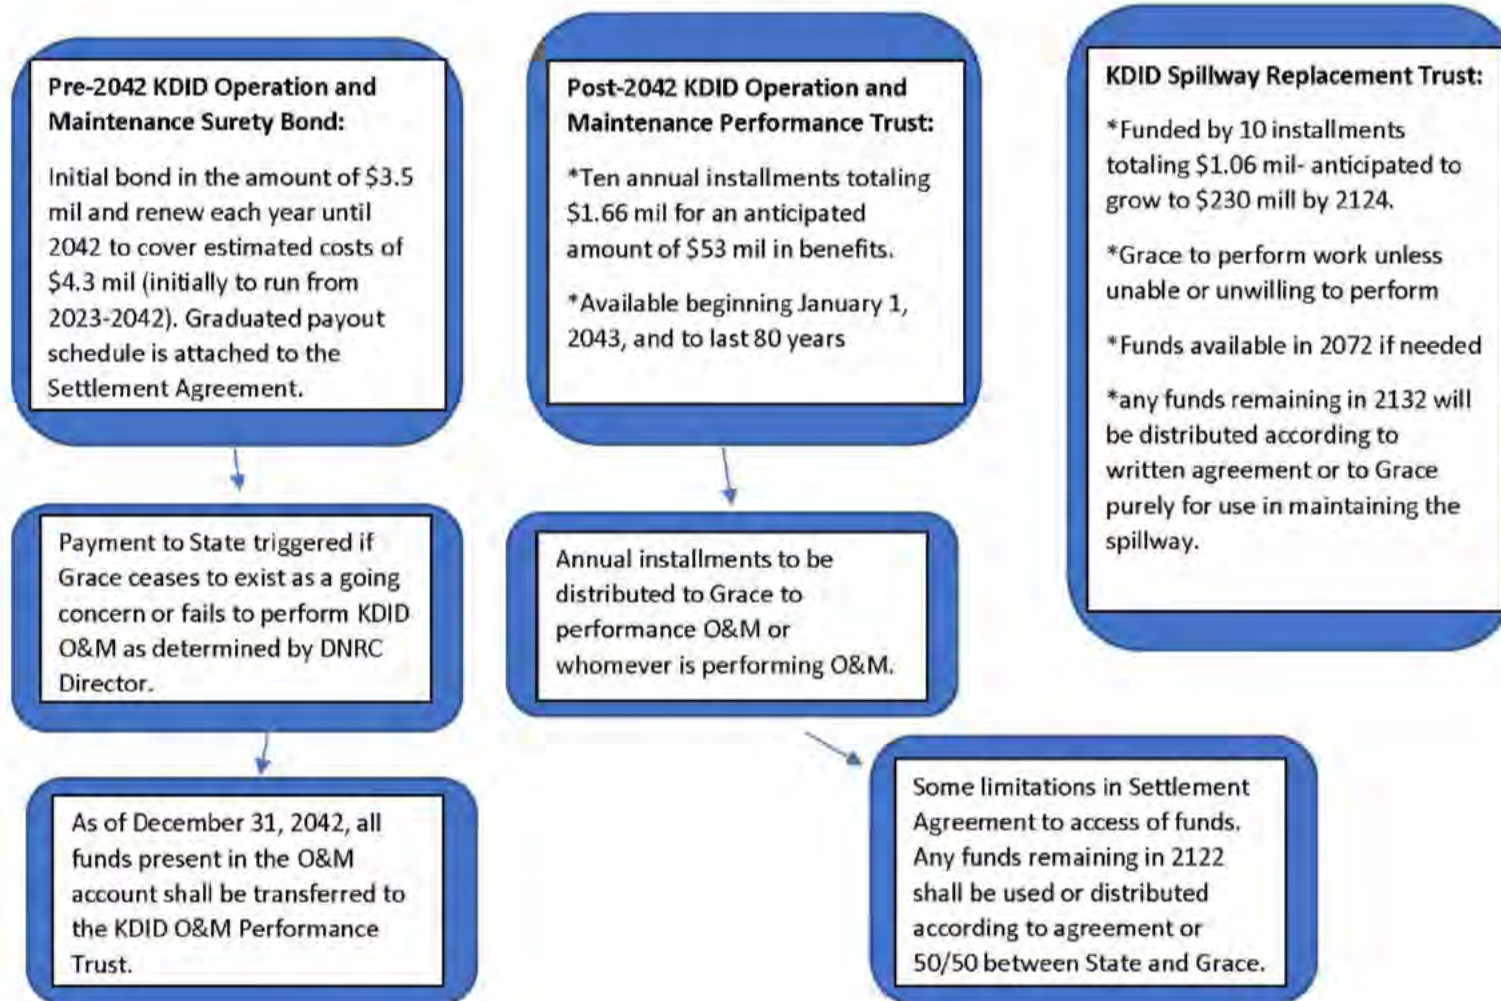 Pre-2042 KDID Operation and
Maintenance Surety Bond:
Initial bond in the amount of $3.5
mil and renew each year until
2042 to cover estimated costs of
$4.3 mil (initially to run from
2023-2042). Graduated payout
schedule is attached to the
Settlement Agreement.
Payment to State triggered if
Grace ceases to exist as a going
concern or fails to perform KDID
O&M as determined by DNRC
Director.
As of December 31, 2042, all
funds present in the O&M
account shall be transferred to
the KDID O&M Performance
Trust.
Post-2042 KDID Operation and
Maintenance Performance Trust:
*Ten annual installments totaling
$1.66 mil for an anticipated
amount of $53 mil in benefits.
*Available beginning January 1,
2043, and to last 80 years
Annual installments to be
distributed to Grace to
performance O&M or
whomever is performing O&M.
Some limitations in Settlement
Agreement to access of funds.
Any funds remaining in 2122
shall be used or distributed
according to agreement or
50/50 between State and Grace.
KDID Spillway Replacement Trust:
*Funded by 10 installments
totaling $1.06 mil- anticipated to
grow to $230 mill by 2124.
*Grace to perform work unless
unable or unwilling to perform
*Funds available in 2072 if needed
*any funds remaining in 2132 will
be distributed according to
written agreement or to Grace
purely for use in maintaining the
spillway.